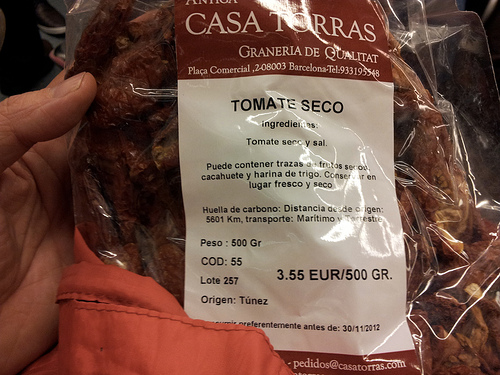 ANTIGA
CASA TORRAS
GRANERIA DE QUALITAT
Plaça Comercial ,2-08003 Barcelona-Tel-933195548
TOMATE SECO
Ingredientes:
Tomate seco y sal.
Puede contener trazas de frutos secos,
cacahuete y harina de trigo. Conservar en
lugar fresco y seco
Huella de carbono: Distancia desde origen:
5601 Km, transporte: Maritimo y Terrestre
Peso : 500 Gr
COD: 55
Lote 257
3.55 EUR/500 GR.
Origen: Túnez
preferentemente antes de: 30/11/2012
- pedidos@casatorras.com